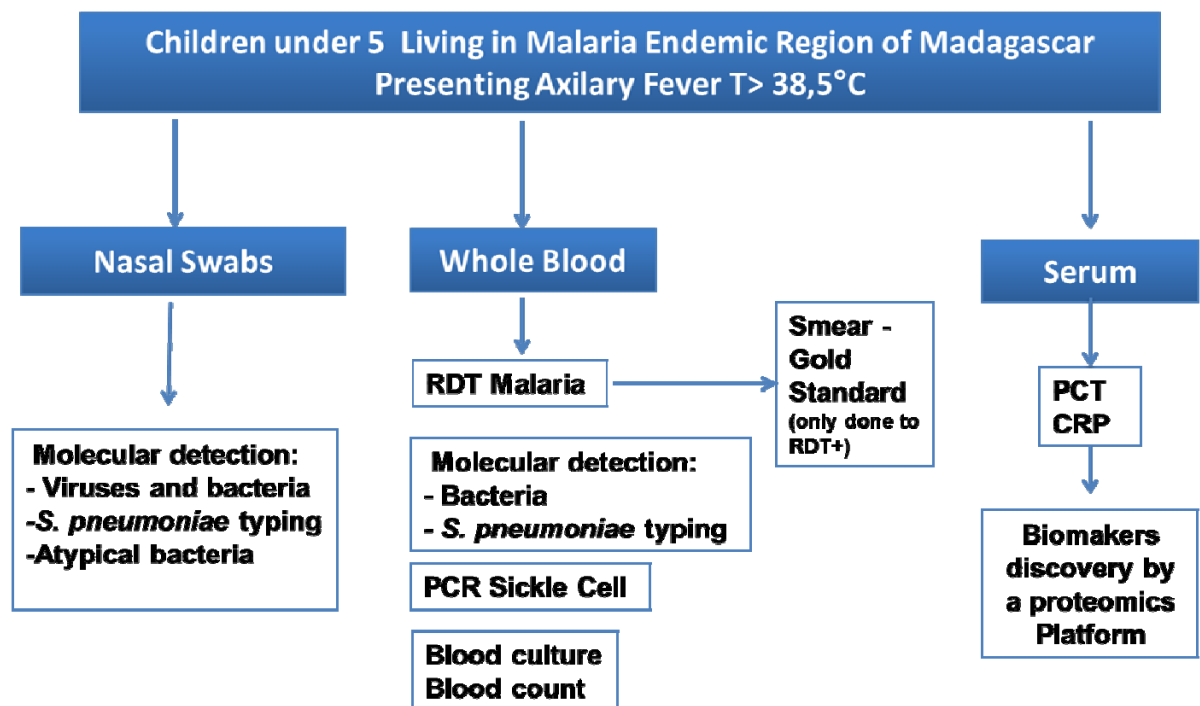 Children under 5 Living in Malaria Endemic Region of Madagascar
Presenting Axilary Fever T> 38,5°C
Nasal Swabs
Molecular detection:
- Viruses and bacteria
-S. pneumoniae typing
-Atypical bacteria
Whole Blood
RDT Malaria
Smear -
Gold
Standard
(only done to
RDT+)
Molecular detection:
- Bacteria
- S. pneumoniae typing
PCR Sickle Cell
Blood culture
Blood count
Serum
PCT
CRP
Biomakers
discovery by
a proteomics
Platform